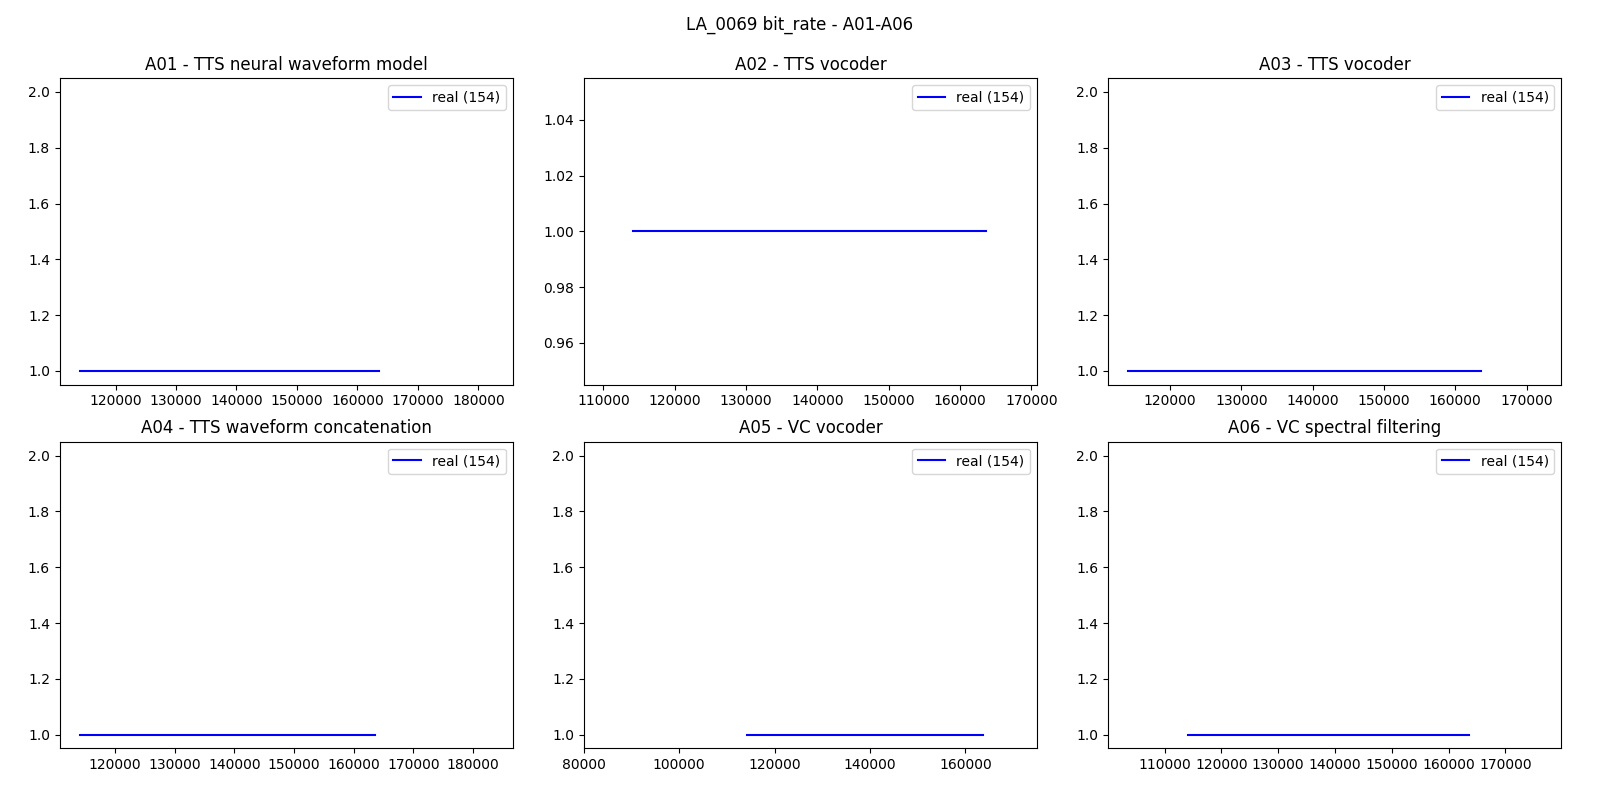 LA_0069 bit_rate - A01-A06
A01 - TTS neural waveform model
real (154)
2.0
1.8
1.6
1.4
1.2
1.0
120000 130000 140000 150000 160000 170000 180000
A02 - TTS vocoder
real (154)
1.04
1.02
1.00
0.98
0.96
110000 120000 130000 140000 150000 160000 170000
A03 - TTS vocoder
real (154)
2.0
1.8
1.6
1.4
1.2
1.0
120000 130000 140000 150000 160000 170000
A04 - TTS waveform concatenation
real (154)
2.0
1.8
1.6
1.4
1.2
1.0
120000 130000 140000 150000 160000 170000 180000
A05 - VC vocoder
real (154)
2.0
1.8
1.6
1.4
1.2
1.0
80000 100000 120000 140000 160000
A06 - VC spectral filtering
real (154)
2.0
1.8
1.6
1.4
1.2
1.0
110000 120000 130000 140000 150000 160000 170000